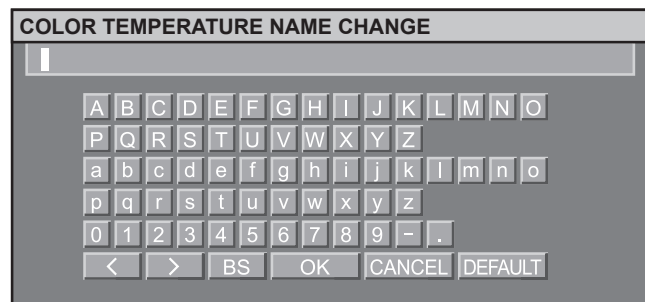 COLOR TEMPERATURE NAME CHANGE
A B C D E F G H I J K L M N O
P Q R S T U V W X Y Z
a b c d e f g h i j k l m n o
p q r s t u v w x y z
0 1 2 3 4 5 6 7 8 9 - .
< > BS OK CANCEL DEFAULT